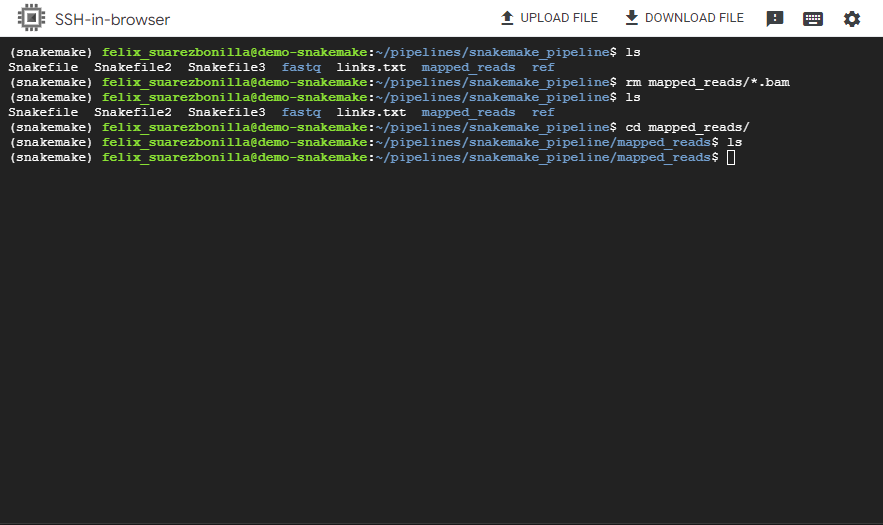 SSH-in-browser UPLOAD FILE DOWNLOAD FILE
(snakemake) felix_suarezbonilla@demo-snakemake:~/pipelines/snakemake_pipeline$ ls
Snakefile  Snakefile2  Snakefile3  fastq  links.txt  mapped_reads  ref
(snakemake) felix_suarezbonilla@demo-snakemake:~/pipelines/snakemake_pipeline$ rm mapped_reads/*.bam
(snakemake) felix_suarezbonilla@demo-snakemake:~/pipelines/snakemake_pipeline$ ls
Snakefile  Snakefile2  Snakefile3  fastq  links.txt  mapped_reads  ref
(snakemake) felix_suarezbonilla@demo-snakemake:~/pipelines/snakemake_pipeline$ cd mapped_reads/
(snakemake) felix_suarezbonilla@demo-snakemake:~/pipelines/snakemake_pipeline/mapped_reads$ ls
(snakemake) felix_suarezbonilla@demo-snakemake:~/pipelines/snakemake_pipeline/mapped_reads$